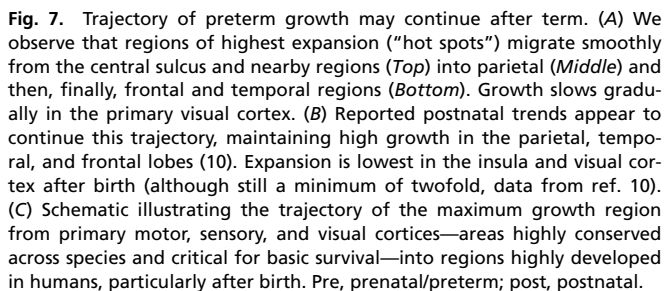 Fig. 7. Trajectory of preterm growth may continue after term. (A) We
observe that regions of highest expansion (“hot spots”) migrate smoothly
from the central sulcus and nearby regions (Top) into parietal (Middle) and
then, finally, frontal and temporal regions (Bottom). Growth slows gradu-
ally in the primary visual cortex. (B) Reported postnatal trends appear to
continue this trajectory, maintaining high growth in the parietal, tempo-
ral, and frontal lobes (10). Expansion is lowest in the insula and visual cor-
tex after birth (although still a minimum of twofold, data from ref. 10).
(C) Schematic illustrating the trajectory of the maximum growth region
from primary motor, sensory, and visual cortices—areas highly conserved
across species and critical for basic survival—into regions highly developed
in humans, particularly after birth. Pre, prenatal/preterm; post, postnatal.